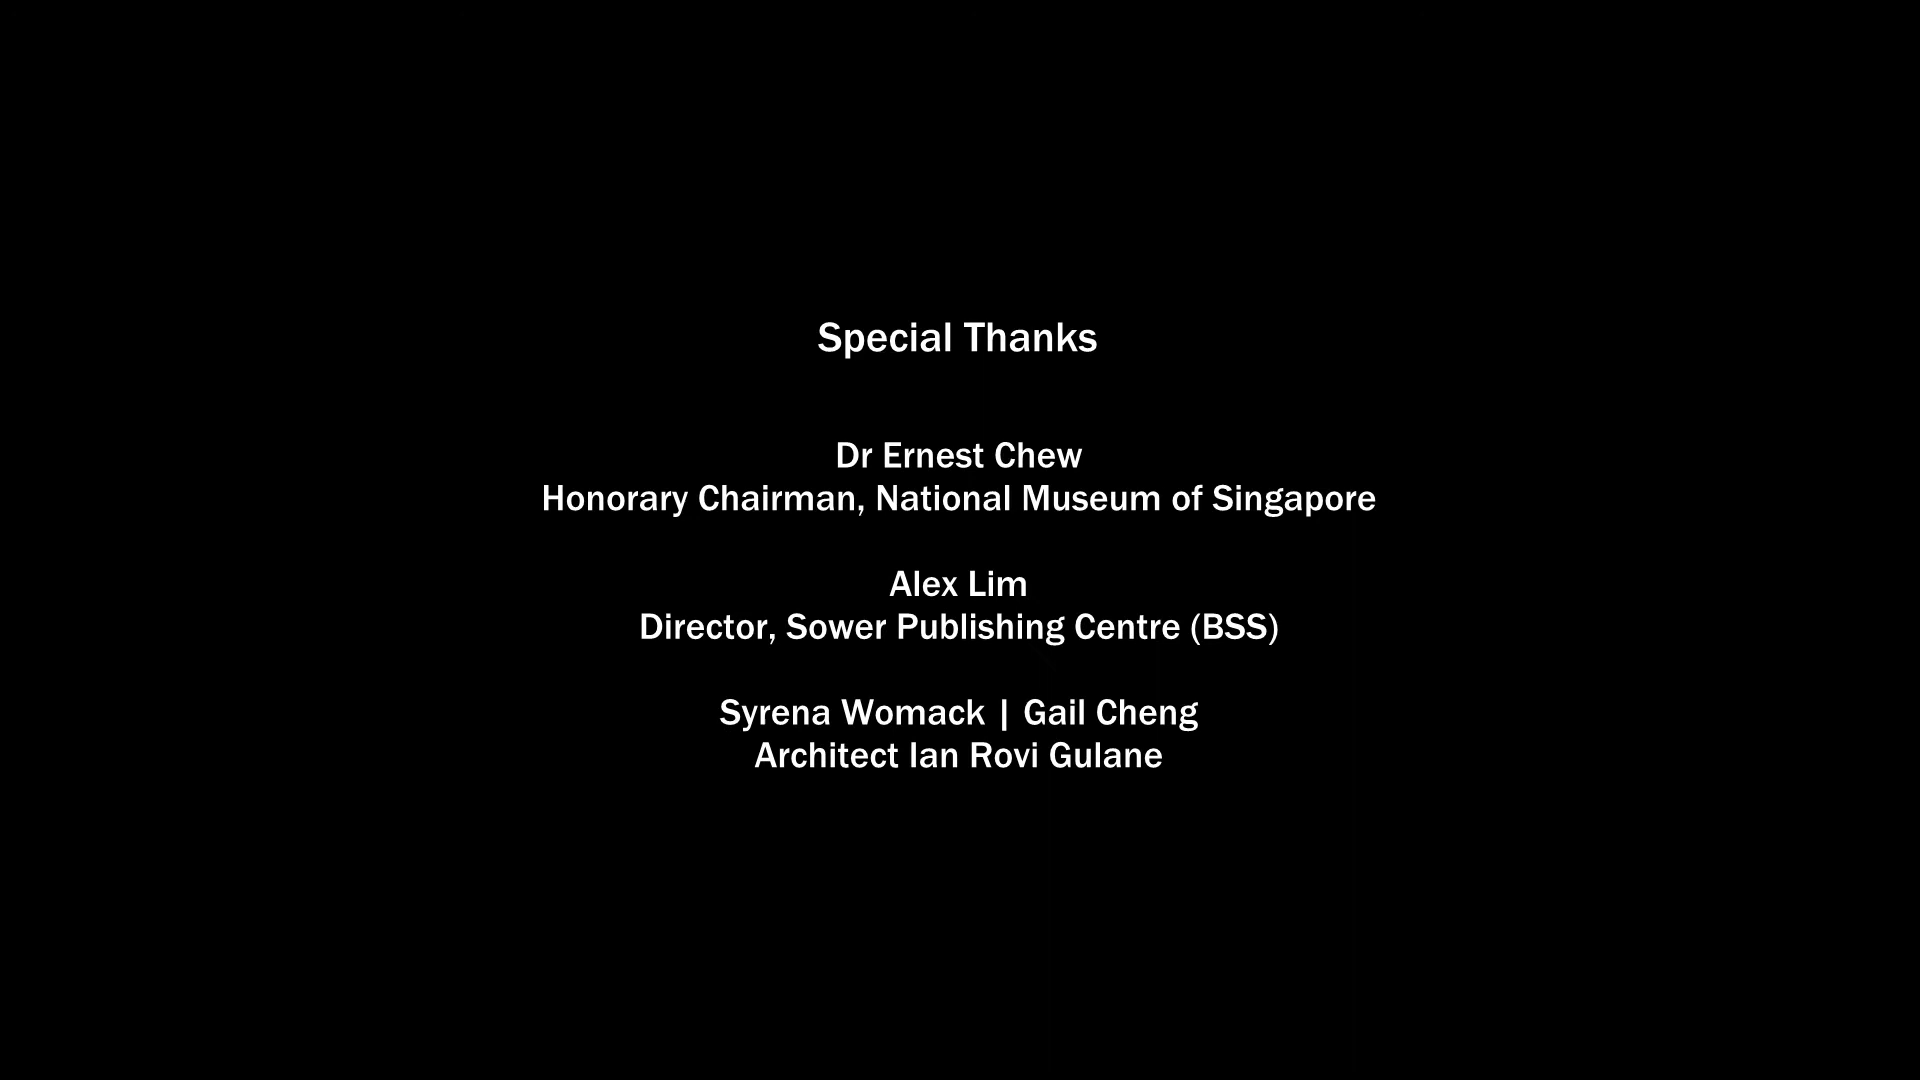 Special Thanks
Dr Ernest Chew
Honorary Chairman, National Museum of Singapore
Alex Lim
Director, Sower Publishing Centre (BSS)
Syrena Womack | Gail Cheng
Architect Ian Rovi Gulane